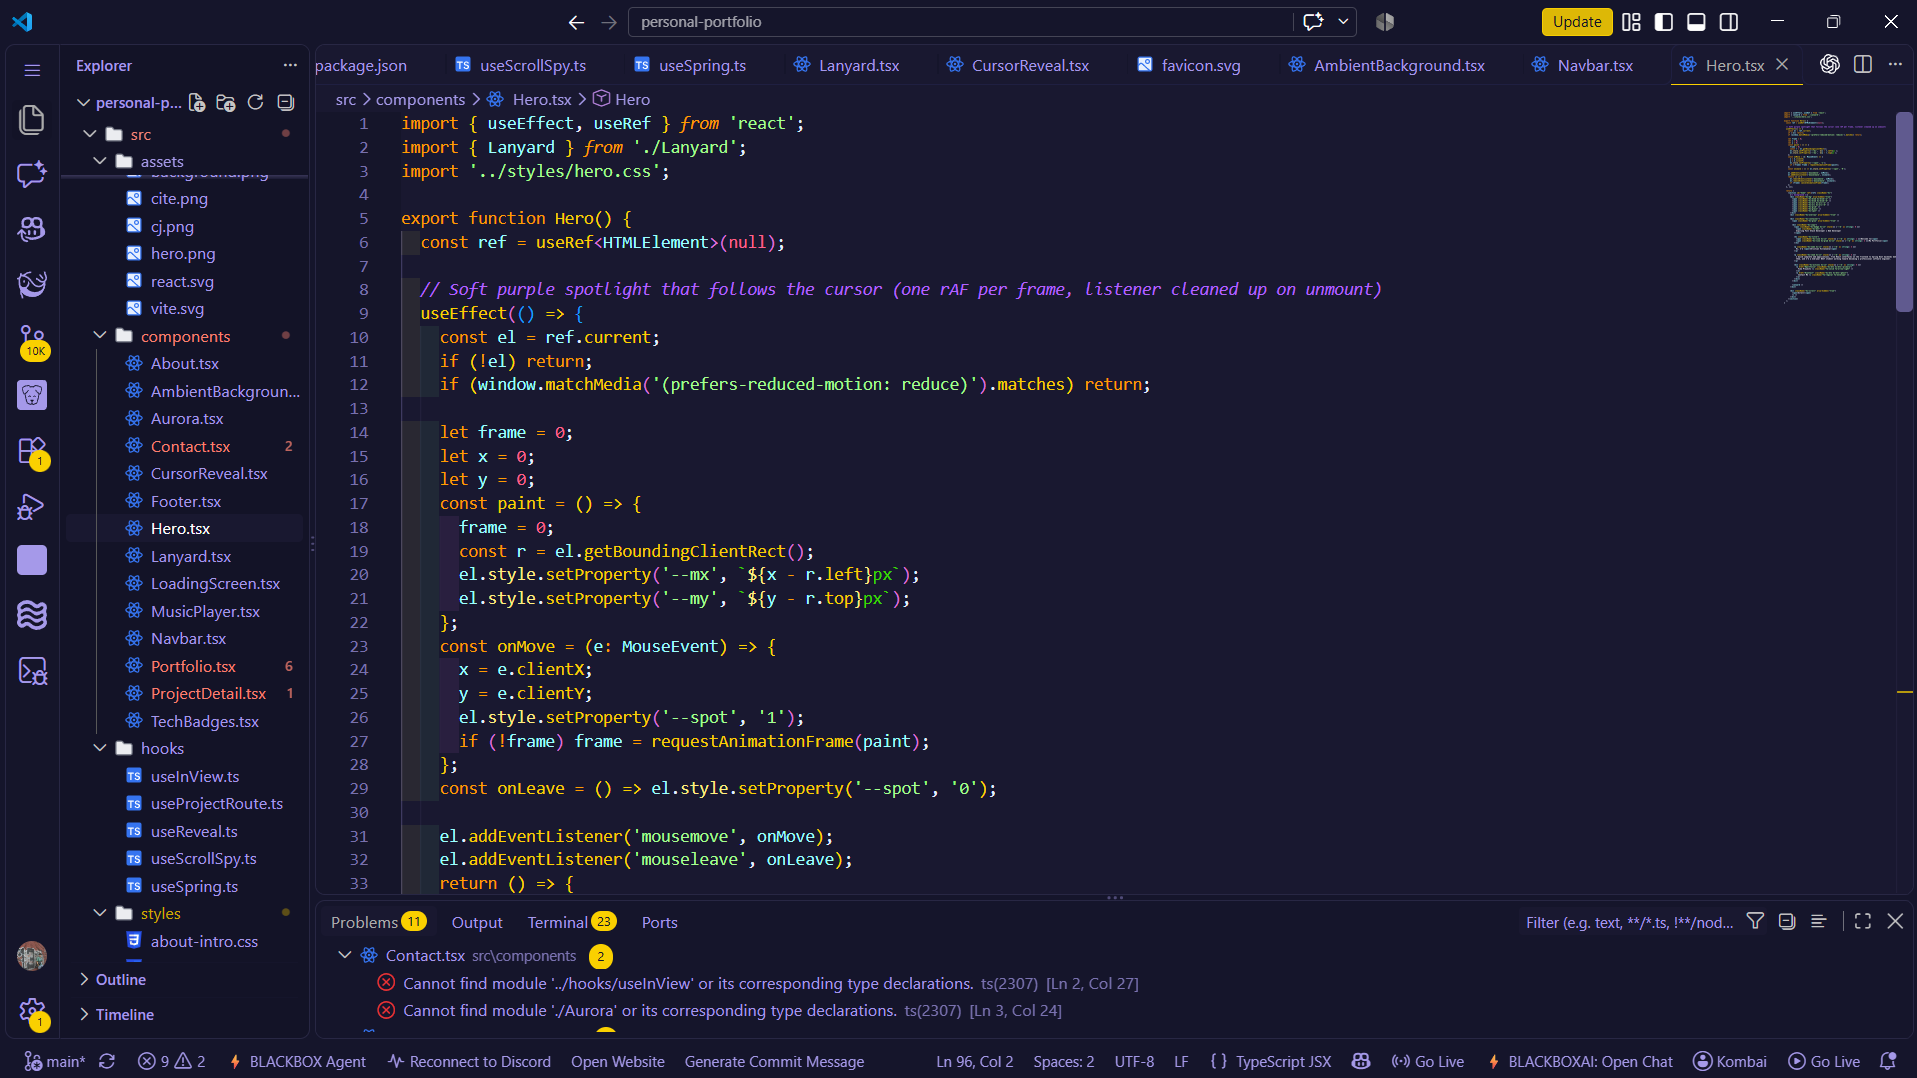 personal-portfolio
Update
Explorer
package.json
useScrollSpy.ts
useSpring.ts
Lanyard.tsx
CursorReveal.tsx
favicon.svg
AmbientBackground.tsx
Navbar.tsx
Hero.tsx
personal-p...
src
assets
background.png
cite.png
cj.png
hero.png
react.svg
vite.svg
components
About.tsx
AmbientBackgroun...
Aurora.tsx
Contact.tsx 2
CursorReveal.tsx
Footer.tsx
Hero.tsx
Lanyard.tsx
LoadingScreen.tsx
MusicPlayer.tsx
Navbar.tsx
Portfolio.tsx 6
ProjectDetail.tsx 1
TechBadges.tsx
hooks
useInView.ts
useProjectRoute.ts
useReveal.ts
useScrollSpy.ts
useSpring.ts
styles
about-intro.css
Outline
Timeline
10K
1
1
src > components > Hero.tsx > Hero
1 import { useEffect, useRef } from 'react';
2 import { Lanyard } from './Lanyard';
3 import '../styles/hero.css';
4
5 export function Hero() {
6 const ref = useRef<HTMLElement>(null);
7
8 // Soft purple spotlight that follows the cursor (one rAF per frame, listener cleaned up on unmount)
9 useEffect(() => {
10 const el = ref.current;
11 if (!el) return;
12 if (window.matchMedia('(prefers-reduced-motion: reduce)').matches) return;
13
14 let frame = 0;
15 let x = 0;
16 let y = 0;
17 const paint = () => {
18 frame = 0;
19 const r = el.getBoundingClientRect();
20 el.style.setProperty('--mx', `${x - r.left}px`);
21 el.style.setProperty('--my', `${y - r.top}px`);
22 };
23 const onMove = (e: MouseEvent) => {
24 x = e.clientX;
25 y = e.clientY;
26 el.style.setProperty('--spot', '1');
27 if (!frame) frame = requestAnimationFrame(paint);
28 };
29 const onLeave = () => el.style.setProperty('--spot', '0');
30
31 el.addEventListener('mousemove', onMove);
32 el.addEventListener('mouseleave', onLeave);
33 return () => {
Problems 11 Output Terminal 23 Ports
Filter (e.g. text, **/*.ts, !**/nod...
Contact.tsx src\components 2
Cannot find module '../hooks/useInView' or its corresponding type declarations. ts(2307) [Ln 2, Col 27]
Cannot find module './Aurora' or its corresponding type declarations. ts(2307) [Ln 3, Col 24]
main* 9 2 BLACKBOX Agent Reconnect to Discord Open Website Generate Commit Message Ln 96, Col 2 Spaces: 2 UTF-8 LF {} TypeScript JSX Go Live BLACKBOXAI: Open Chat Kombai Go Live